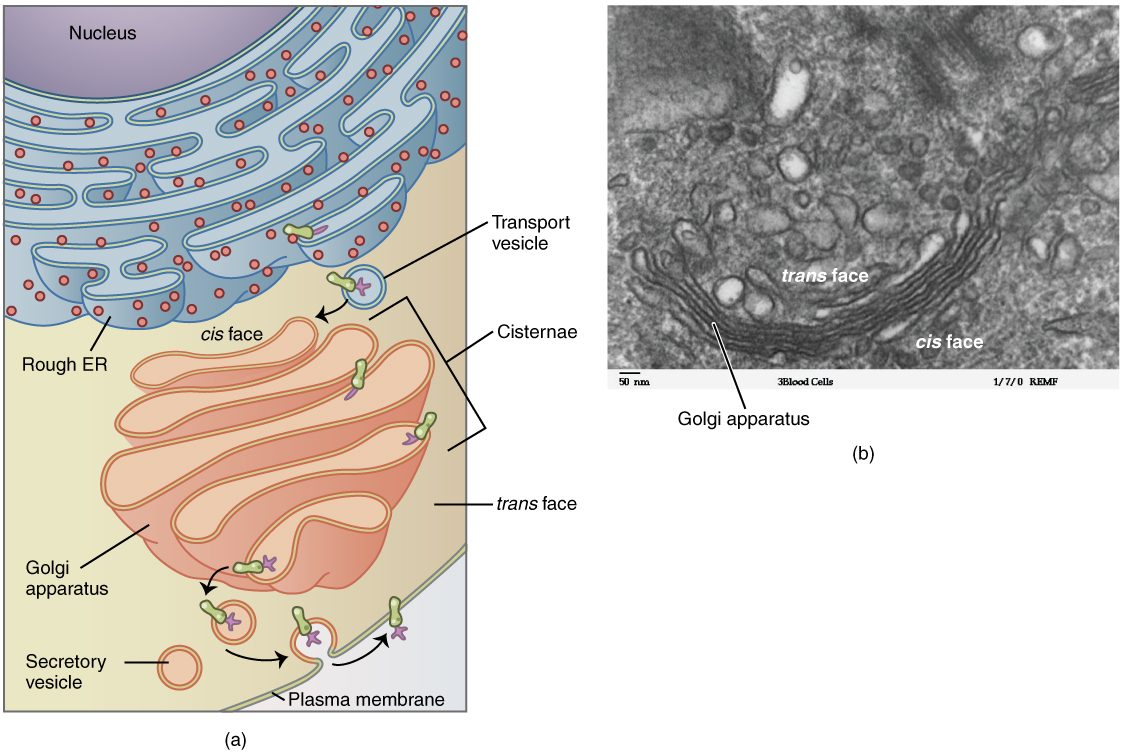 Nucleus
Transport
vesicle
cis face
Cisternae
Rough ER
trans face
Golgi
apparatus
Secretory
vesicle
Plasma membrane
(a)
trans face
cis face
50 nm 3Blood Cells 1/7/0 REMF
Golgi apparatus
(b)